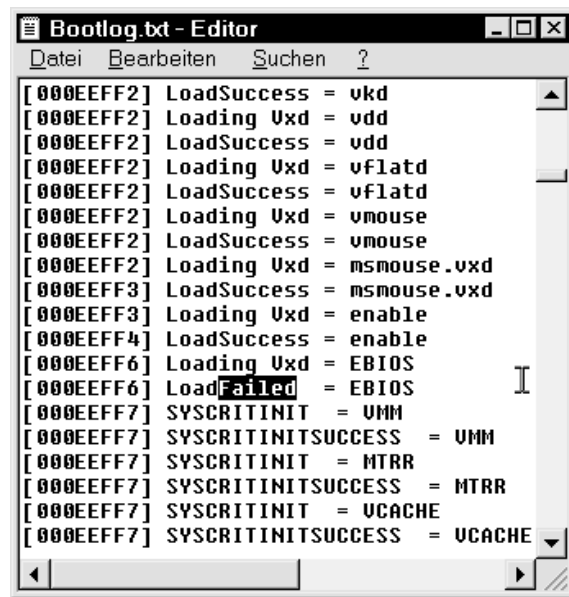 Bootlog.txt - Editor
Datei Bearbeiten Suchen ?
[000EEFF2] LoadSuccess = vkd
[000EEFF2] Loading Vxd = vdd
[000EEFF2] LoadSuccess = vdd
[000EEFF2] Loading Vxd = vflatd
[000EEFF2] LoadSuccess = vflatd
[000EEFF2] Loading Vxd = vmouse
[000EEFF2] LoadSuccess = vmouse
[000EEFF2] Loading Vxd = msmouse.vxd
[000EEFF3] LoadSuccess = msmouse.vxd
[000EEFF3] Loading Vxd = enable
[000EEFF4] LoadSuccess = enable
[000EEFF6] Loading Vxd = EBIOS
[000EEFF6] LoadFailed = EBIOS
[000EEFF7] SYSCRITINIT = VMM
[000EEFF7] SYSCRITINITSUCCESS = VMM
[000EEFF7] SYSCRITINIT = MTRR
[000EEFF7] SYSCRITINITSUCCESS = MTRR
[000EEFF7] SYSCRITINIT = VCACHE
[000EEFF7] SYSCRITINITSUCCESS = VCACHE